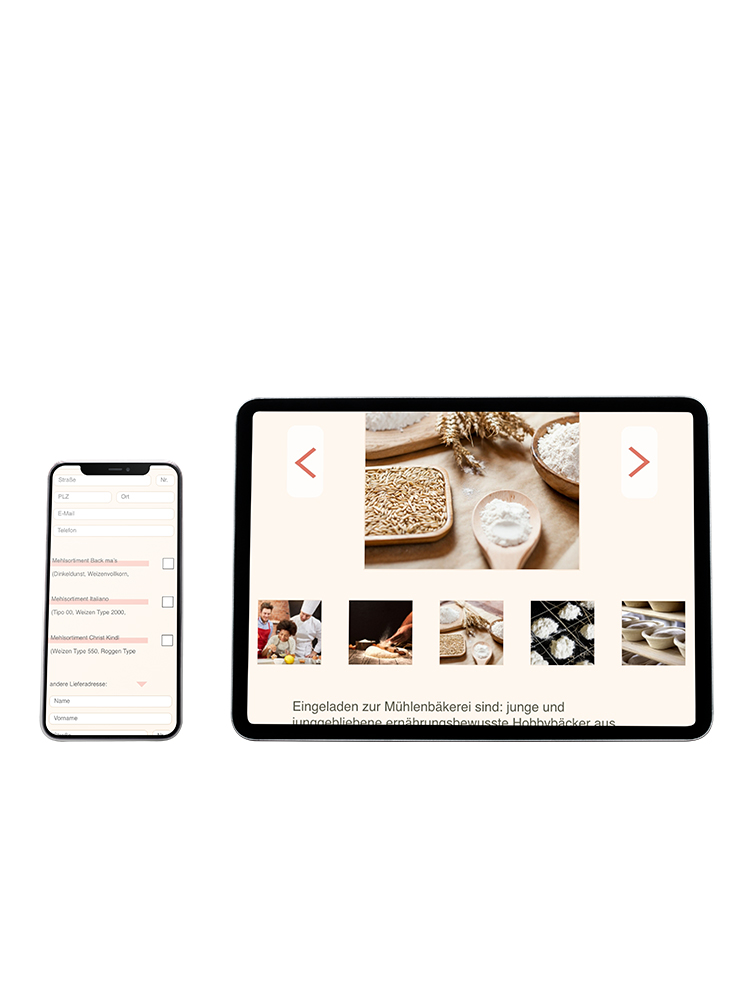 Straße Nr.
PLZ Ort
E-Mail
Telefon
Mehlsortiment Back ma's
(Dinkeldunst, Weizenvollkorn,
Mehlsortiment Italiano
(Tipo 00, Weizen Type 2000,
Mehlsortiment Christ Kindl
(Weizen Type 550, Roggen Type
andere Lieferadresse:
Name
Vorname
Eingeladen zur Mühlenbäkerei sind: junge und
junggebliebene ernährungsbewusste Hobbybäcker aus